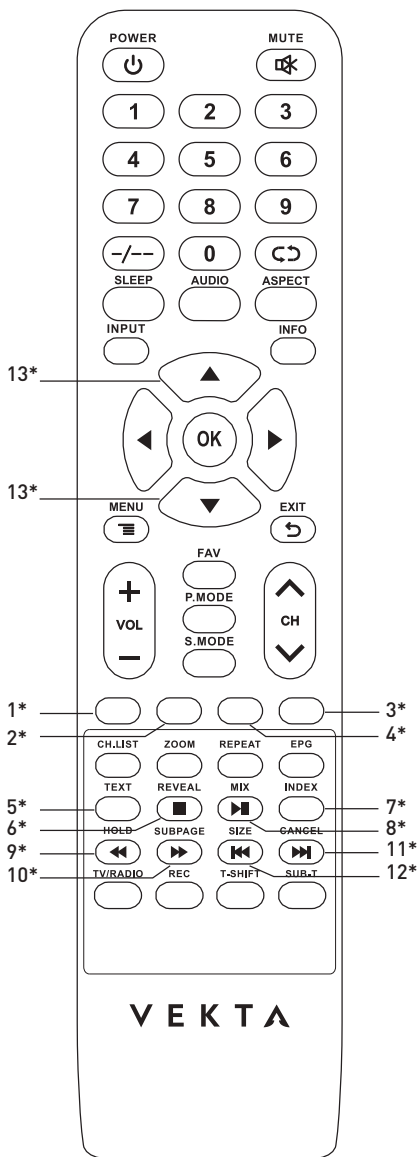 POWER MUTE
1 2 3
4 5 6
7 8 9
-/-- 0
SLEEP AUDIO ASPECT
INPUT INFO
13*
OK
13*
MENU EXIT
FAV
+ P.MODE
VOL CH
− S.MODE
1* 3*
2* 4*
CH.LIST ZOOM REPEAT EPG
TEXT REVEAL MIX INDEX
5* 7*
6* 8*
HOLD SUBPAGE SIZE CANCEL
9* 11*
10* 12*
TV/RADIO REC T-SHIFT SUB-T
VEKTA